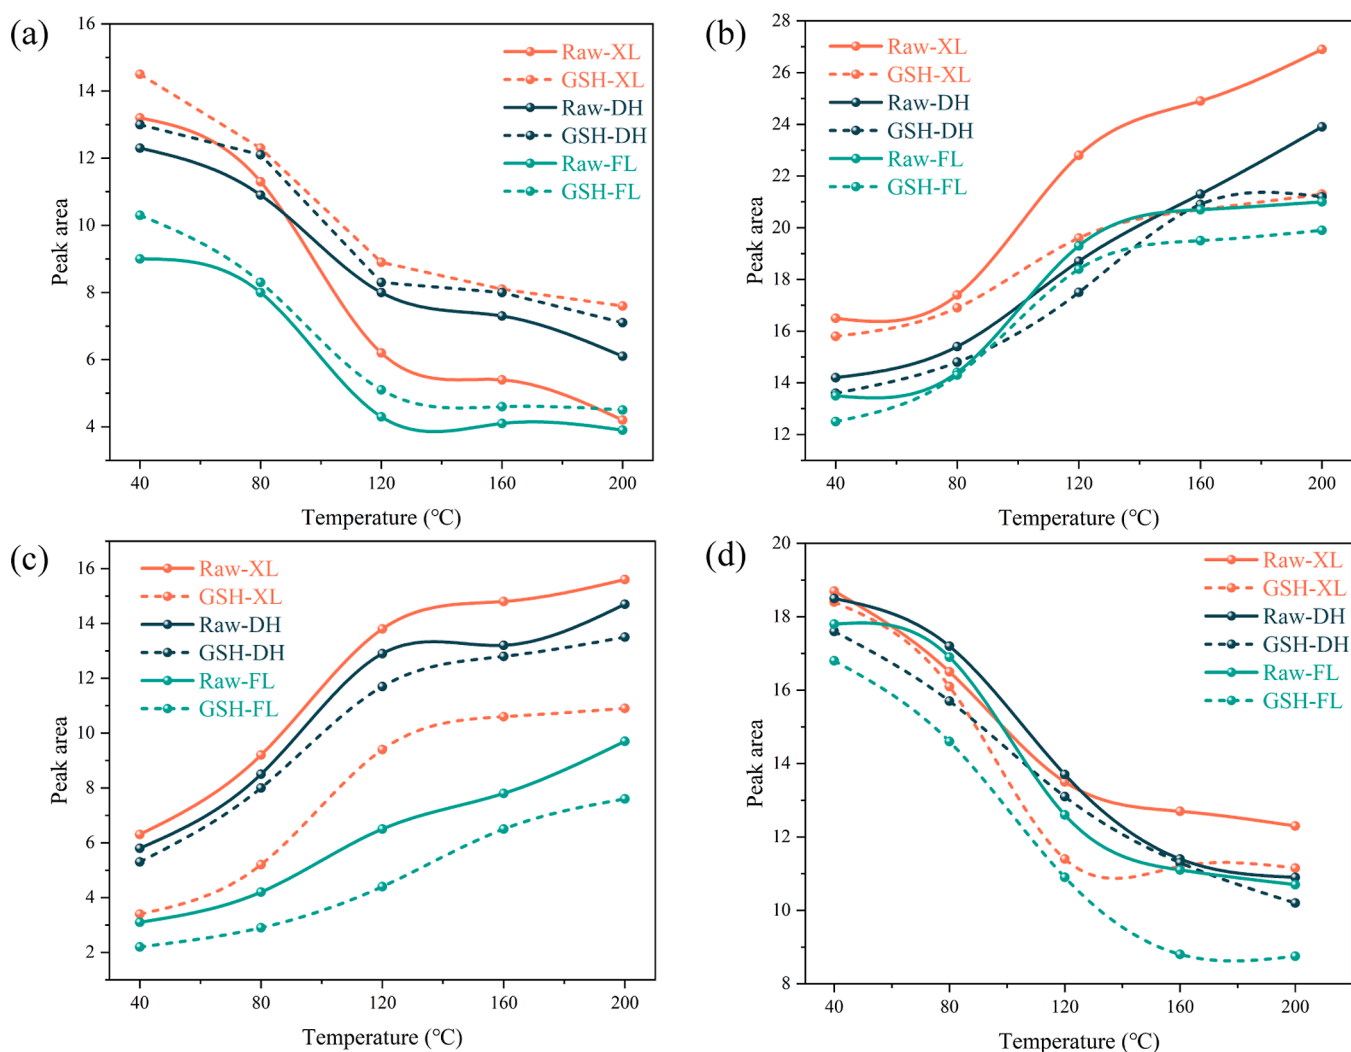 (a)
16
14
12
10
8
6
4
Peak area
40 80 120 160 200
Temperature (℃)
Raw-XL
GSH-XL
Raw-DH
GSH-DH
Raw-FL
GSH-FL
(b)
28
26
24
22
20
18
16
14
12
Peak area
40 80 120 160 200
Temperature (℃)
Raw-XL
GSH-XL
Raw-DH
GSH-DH
Raw-FL
GSH-FL
(c)
16
14
12
10
8
6
4
2
Peak area
40 80 120 160 200
Temperature (℃)
Raw-XL
GSH-XL
Raw-DH
GSH-DH
Raw-FL
GSH-FL
(d)
20
18
16
14
12
10
8
Peak area
40 80 120 160 200
Temperature (℃)
Raw-XL
GSH-XL
Raw-DH
GSH-DH
Raw-FL
GSH-FL